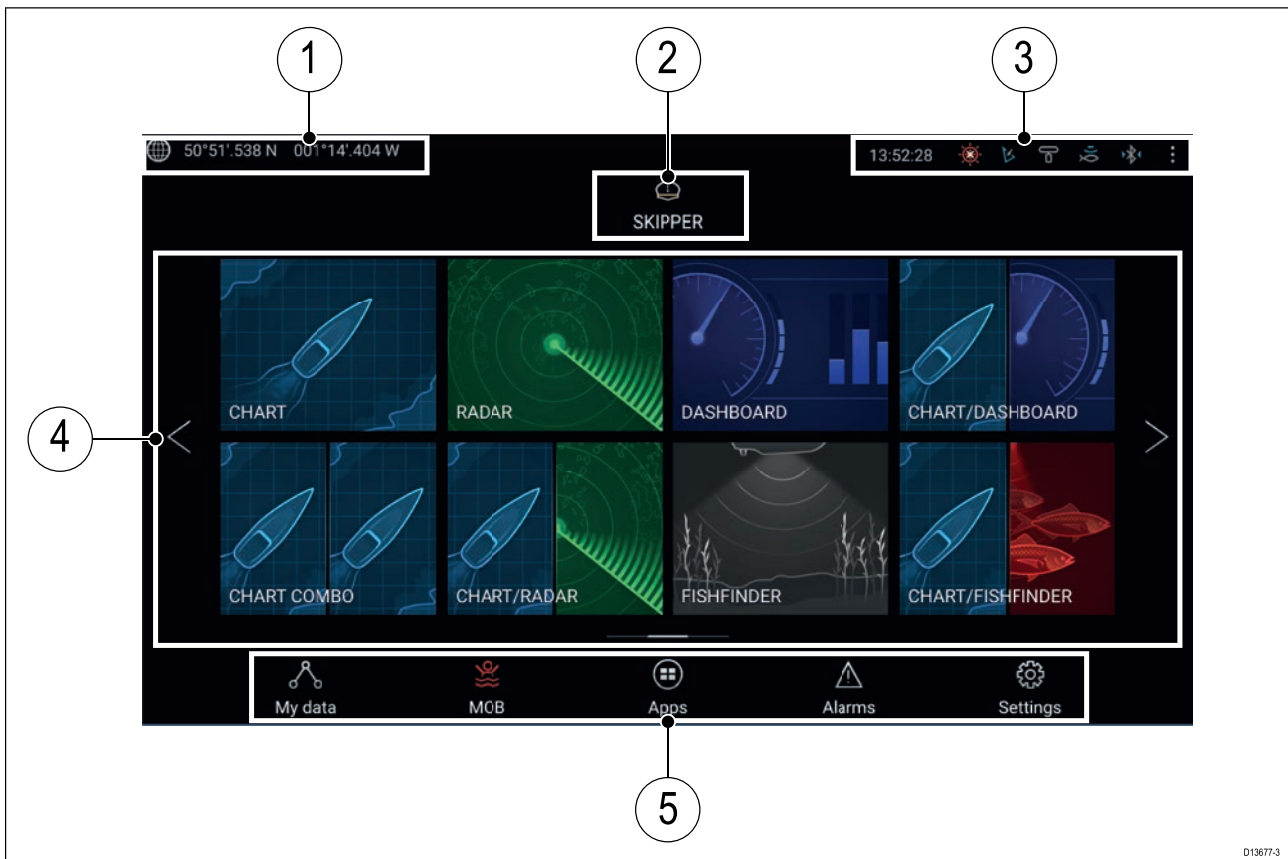 1
2
3
50°51'.538 N 001°14'.404 W
13:52:28
SKIPPER
CHART
RADAR
DASHBOARD
CHART/DASHBOARD
4
CHART COMBO
CHART/RADAR
FISHFINDER
CHART/FISHFINDER
My data
MOB
Apps
Alarms
Settings
5
D13677-3